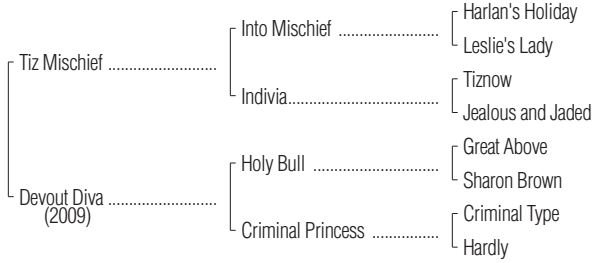 Harlan's Holiday
Into Mischief ........................
Leslie's Lady
Tiz Mischief ..........................
Tiznow
Indivia....................................
Jealous and Jaded
Great Above
Holy Bull ..............................
Sharon Brown
Devout Diva ..........................
(2009)
Criminal Type
Criminal Princess ................
Hardly